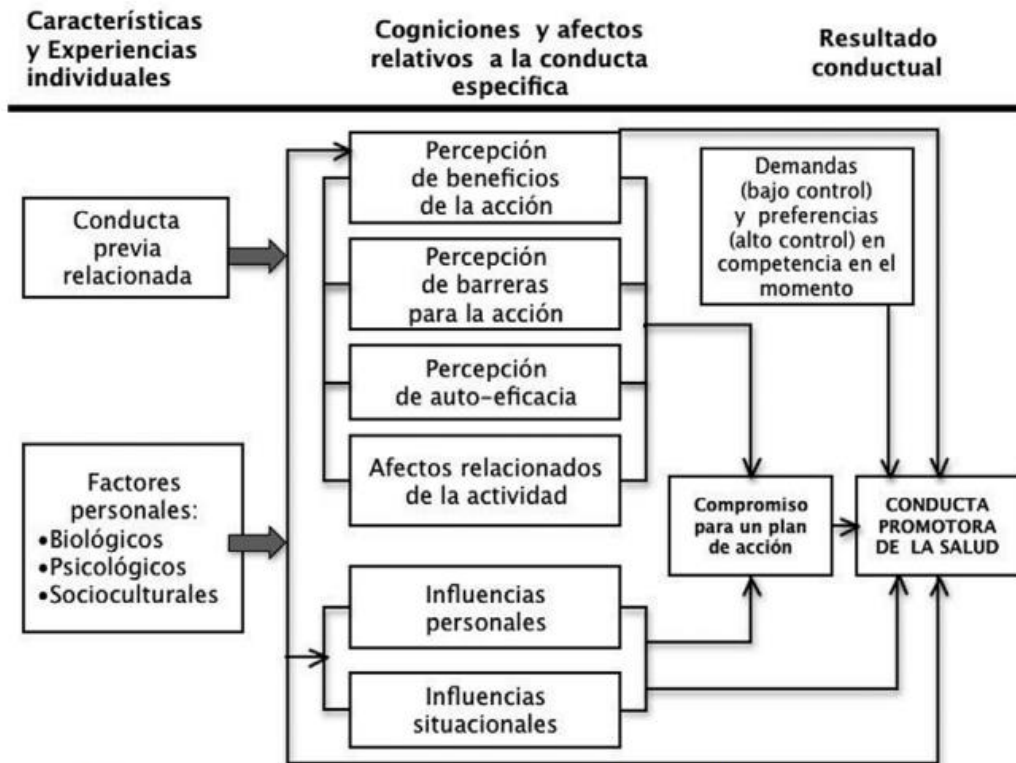 Características
y Experiencias
individuales
Cogniciones y afectos
relativos a la conducta
especifica
Resultado
conductual
Conducta
previa
relacionada
Factores
personales:
•Biológicos
•Psicológicos
•Socioculturales
Percepción
de beneficios
de la acción
Percepción
de barreras
para la acción
Percepción
de auto-eficacia
Afectos relacionados
de la actividad
Influencias
personales
Influencias
situacionales
Demandas
(bajo control)
y preferencias
(alto control) en
competencia en el
momento
Compromiso
para un plan
de acción
CONDUCTA
PROMOTORA
DE LA SALUD